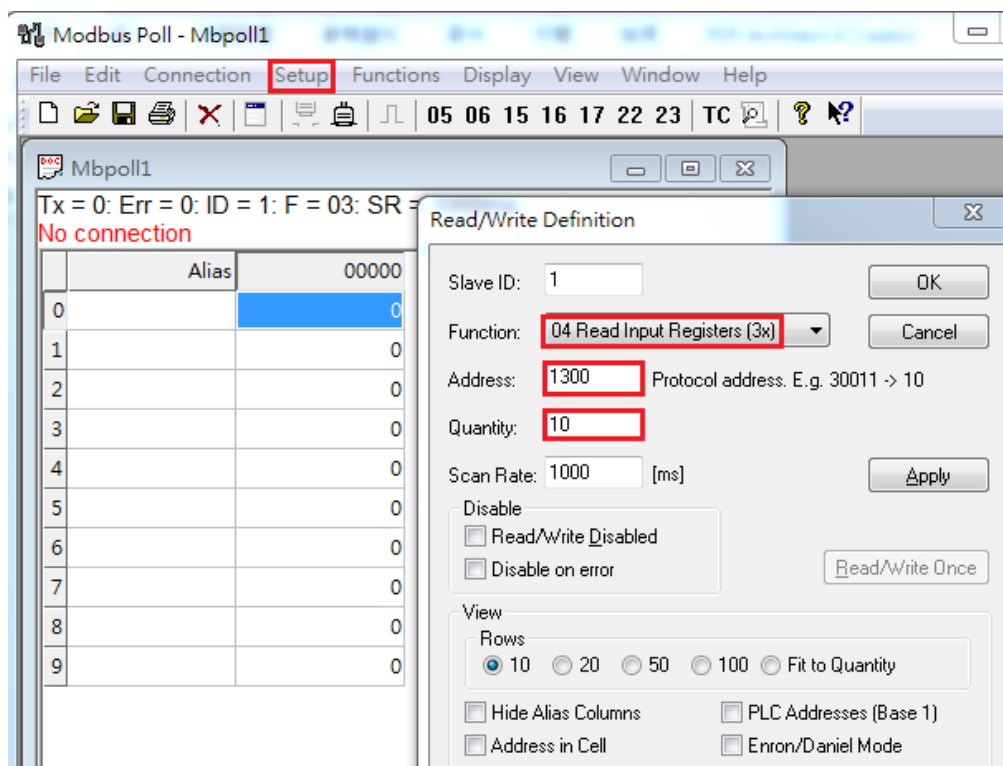 Modbus Poll - Mbpoll1
File Edit Connection Setup Functions Display View Window Help
05 06 15 16 17 22 23 TC
Mbpoll1
Tx = 0: Err = 0: ID = 1: F = 03: SR =
No connection
Alias 00000
0 0
1 0
2 0
3 0
4 0
5 0
6 0
7 0
8 0
9 0
Read/Write Definition
Slave ID: 1 OK
Function: 04 Read Input Registers (3x) Cancel
Address: 1300 Protocol address. E.g. 30011 -> 10
Quantity: 10
Scan Rate: 1000 [ms] Apply
Disable
Read/Write Disabled
Disable on error
Read/Write Once
View
Rows
10 20 50 100 Fit to Quantity
Hide Alias Columns PLC Addresses (Base 1)
Address in Cell Enron/Daniel Mode